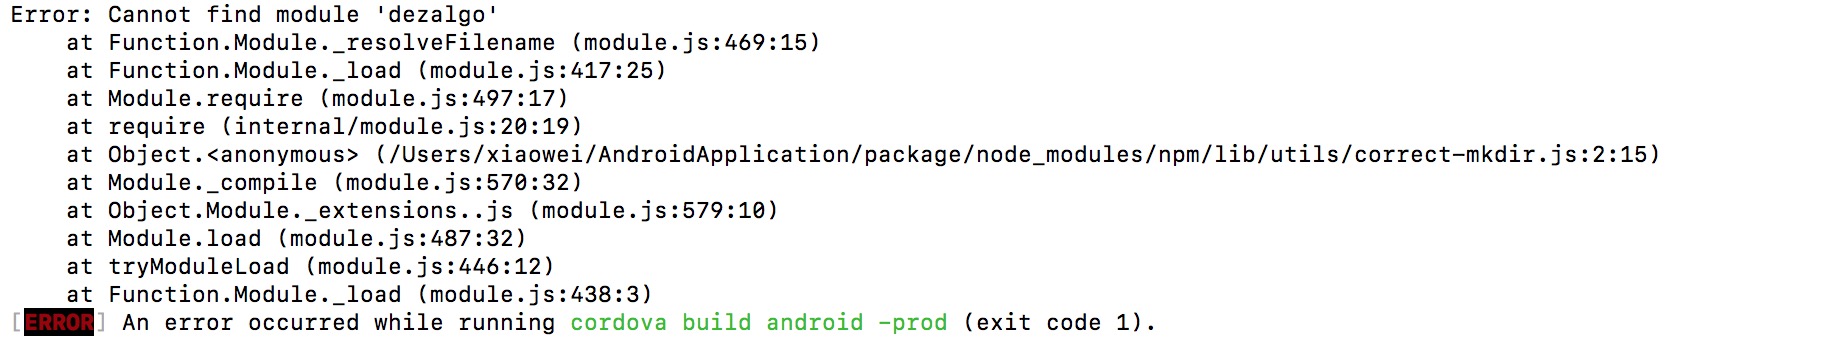 Error: Cannot find module 'dezalgo'
    at Function.Module._resolveFilename (module.js:469:15)
    at Function.Module._load (module.js:417:25)
    at Module.require (module.js:497:17)
    at require (internal/module.js:20:19)
    at Object.<anonymous> (/Users/xiaowei/AndroidApplication/package/node_modules/npm/lib/utils/correct-mkdir.js:2:15)
    at Module._compile (module.js:570:32)
    at Object.Module._extensions..js (module.js:579:10)
    at Module.load (module.js:487:32)
    at tryModuleLoad (module.js:446:12)
    at Function.Module._load (module.js:438:3)
[ERROR] An error occurred while running cordova build android -prod (exit code 1).